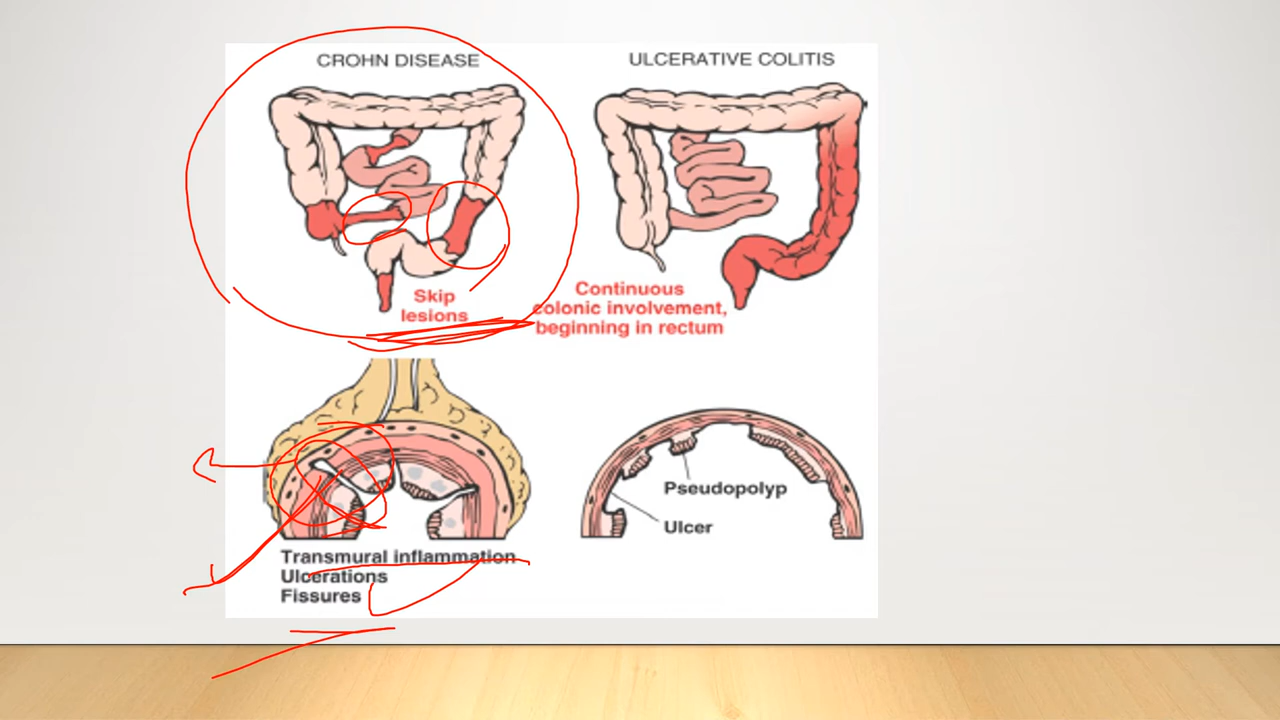 CROHN DISEASE
ULCERATIVE COLITIS
Skip
lesions
Continuous
colonic involvement,
beginning in rectum
Transmural inflammation
Ulcerations
Fissures
Pseudopolyp
Ulcer